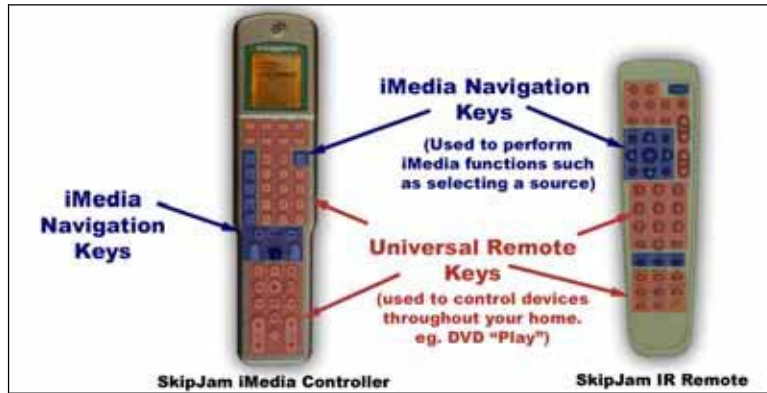 iMedia Navigation
Keys
(Used to perform
iMedia functions such
as selecting a source)
iMedia
Navigation
Keys
Universal Remote
Keys
(used to control devices
throughout your home.
eg. DVD “Play”)
SkipJam iMedia Controller
SkipJam IR Remote